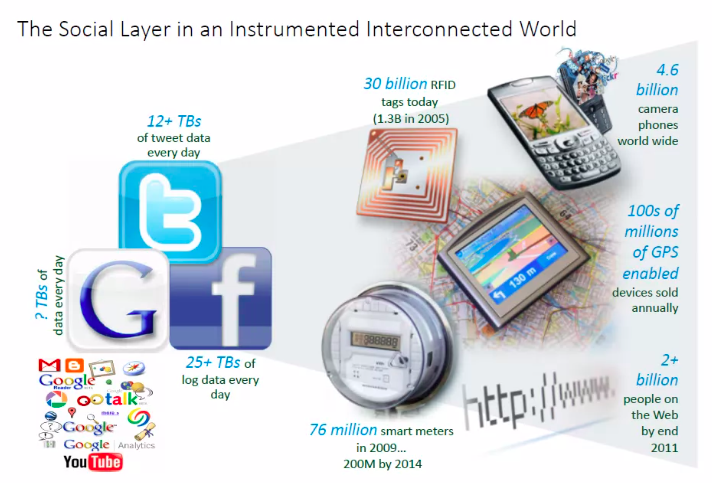 The Social Layer in an Instrumented Interconnected World
30 billion RFID
tags today
(1.3B in 2005)
4.6
billion
camera
phones
world wide
12+ TBs
of tweet data
every day
100s of
millions
of GPS
enabled
devices sold
annually
? TBs of
data every day
G
f
130 m
25+ TBs of
log data every
day
2+
billion
people on
the Web
by end
2011
http://www.
76 million smart meters
in 2009...
200M by 2014
Google
Reader
talk
Google
Google Analytics
YouTube